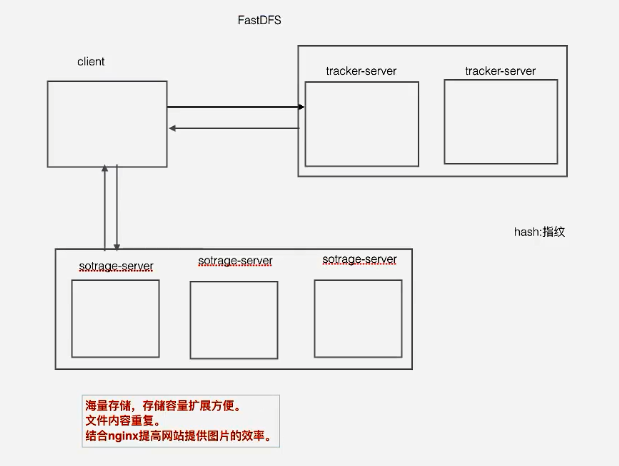 FastDFS
client
tracker-server
tracker-server
hash:指纹
sotrage-server
sotrage-server
sotrage-server
海量存储，存储容量扩展方便。
文件内容重复。
结合nginx提高网站提供图片的效率。